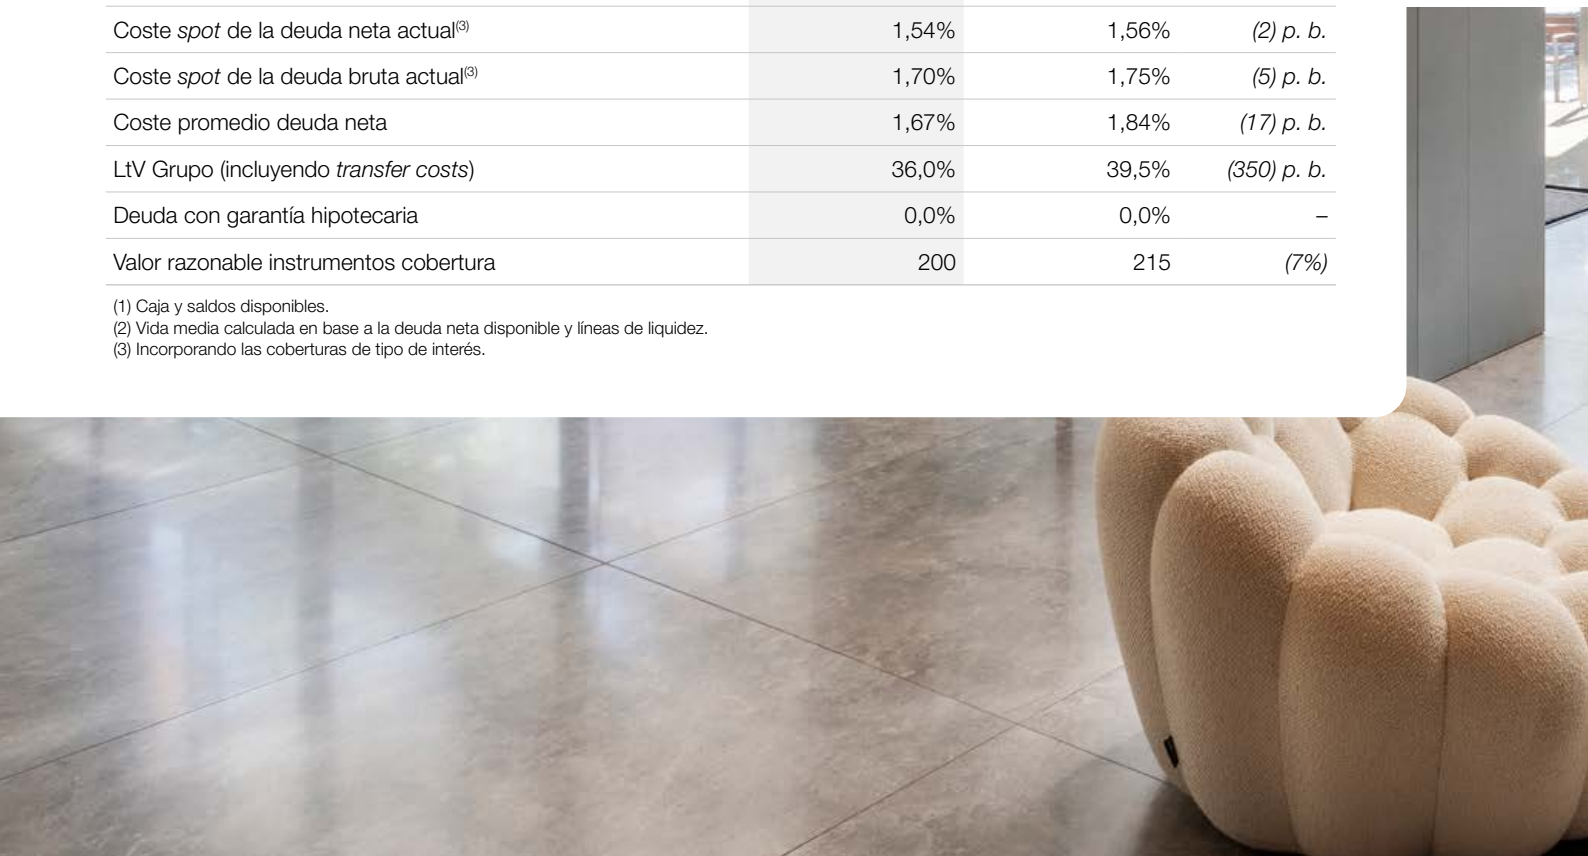 Coste spot de la deuda neta actual(3) 1,54% 1,56% (2) p. b.
Coste spot de la deuda bruta actual(3) 1,70% 1,75% (5) p. b.
Coste promedio deuda neta 1,67% 1,84% (17) p. b.
LtV Grupo (incluyendo transfer costs) 36,0% 39,5% (350) p. b.
Deuda con garantía hipotecaria 0,0% 0,0% –
Valor razonable instrumentos cobertura 200 215 (7%)
(1) Caja y saldos disponibles.
(2) Vida media calculada en base a la deuda neta disponible y líneas de liquidez.
(3) Incorporando las coberturas de tipo de interés.